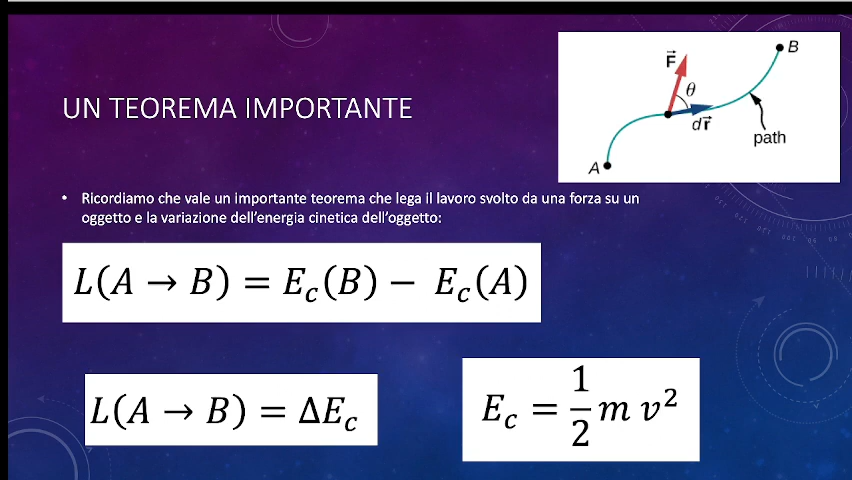 UN TEOREMA IMPORTANTE
F⃗
θ
dr⃗
B
A
path
• Ricordiamo che vale un importante teorema che lega il lavoro svolto da una forza su un
oggetto e la variazione dell'energia cinetica dell'oggetto:
L(A → B) = E_c(B) − E_c(A)
L(A → B) = ΔE_c
E_c = 1/2 m v²